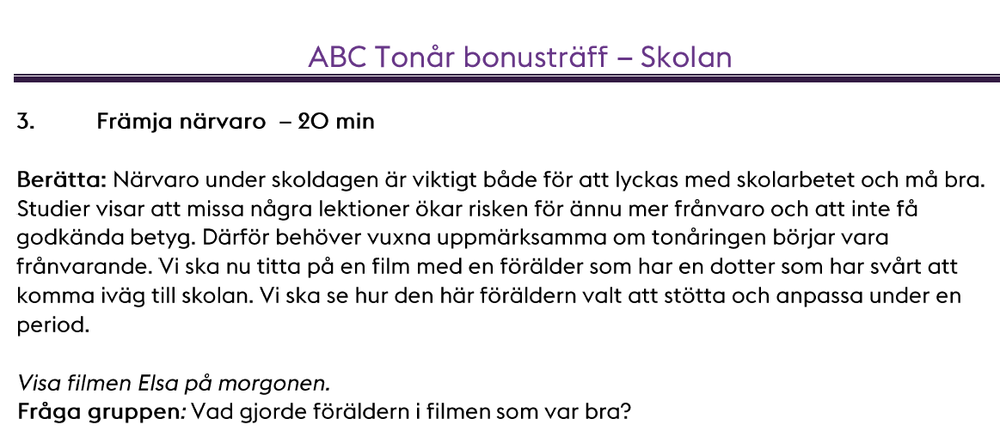 ABC Tonår bonusträff – Skolan
3. Främja närvaro – 20 min
Berätta: Närvaro under skoldagen är viktigt både för att lyckas med skolarbetet och må bra.
Studier visar att missa några lektioner ökar risken för ännu mer frånvaro och att inte få
godkända betyg. Därför behöver vuxna uppmärksamma om tonåringen börjar vara
frånvarande. Vi ska nu titta på en film med en förälder som har en dotter som har svårt att
komma iväg till skolan. Vi ska se hur den här föräldern valt att stötta och anpassa under en
period.
Visa filmen Elsa på morgonen.
Fråga gruppen: Vad gjorde föräldern i filmen som var bra?